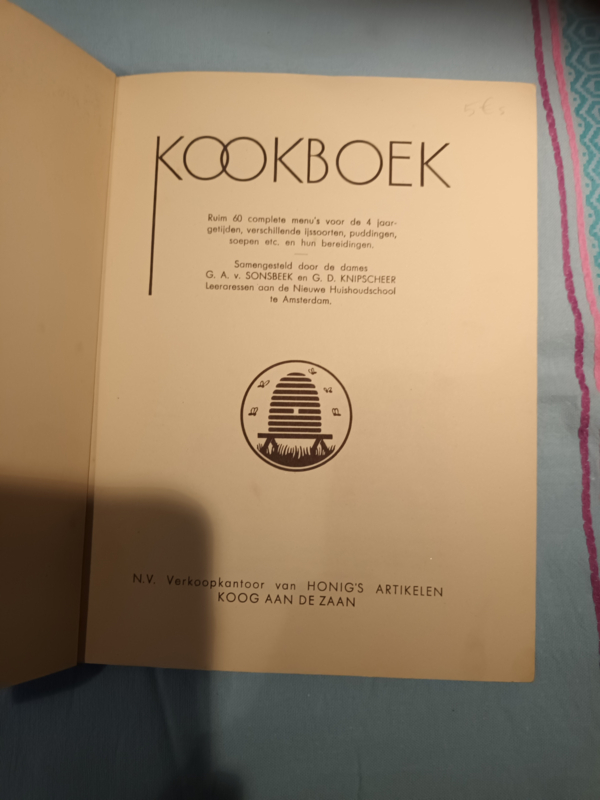 5 €
KOOKBOEK
Ruim 60 complete menu's voor de 4 jaar-
getijden, verschillende Ijssoorten, puddingen,
soepen etc. en hun bereidingen.
Samengesteld door de dames
G. A. v. SONSBEEK en G. D. KNIPSCHEER
Leeraressen aan de Nieuwe Huishoudschool
te Amsterdam.
N.V. Verkoopkantoor van HONIG'S ARTIKELEN
KOOG AAN DE ZAAN